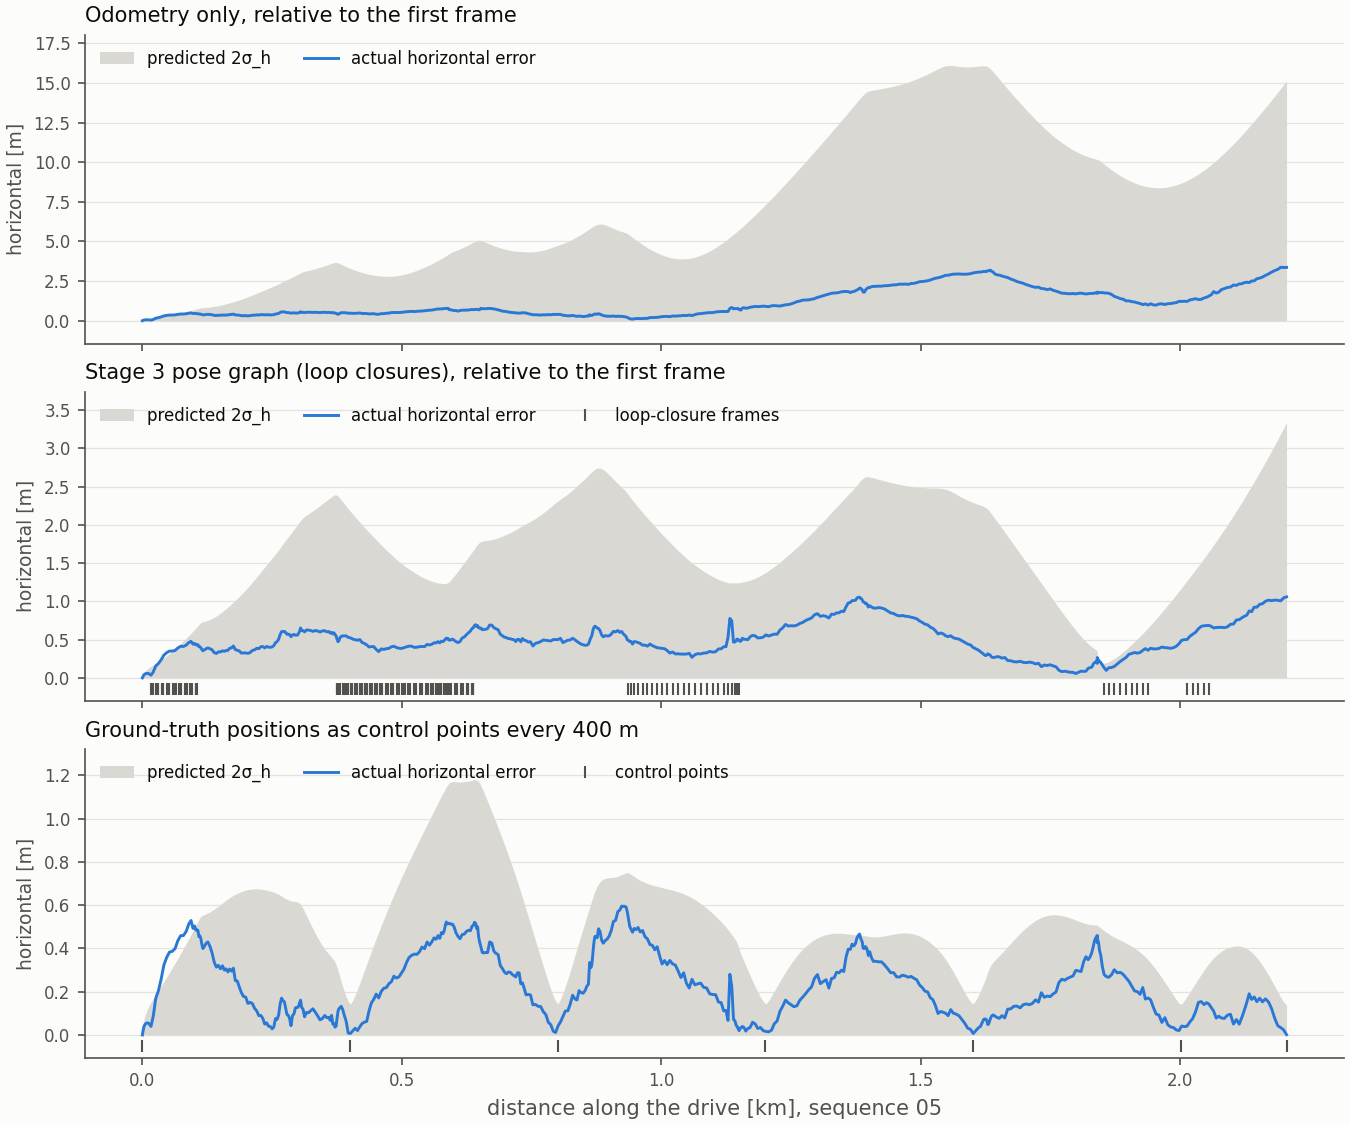 Odometry only, relative to the first frame
17.5
15.0
12.5
10.0
7.5
5.0
2.5
0.0
horizontal [m]
predicted 2σ_h
actual horizontal error
Stage 3 pose graph (loop closures), relative to the first frame
3.5
3.0
2.5
2.0
1.5
1.0
0.5
0.0
horizontal [m]
predicted 2σ_h
actual horizontal error
loop-closure frames
Ground-truth positions as control points every 400 m
1.2
1.0
0.8
0.6
0.4
0.2
0.0
horizontal [m]
predicted 2σ_h
actual horizontal error
control points
0.0 0.5 1.0 1.5 2.0
distance along the drive [km], sequence 05